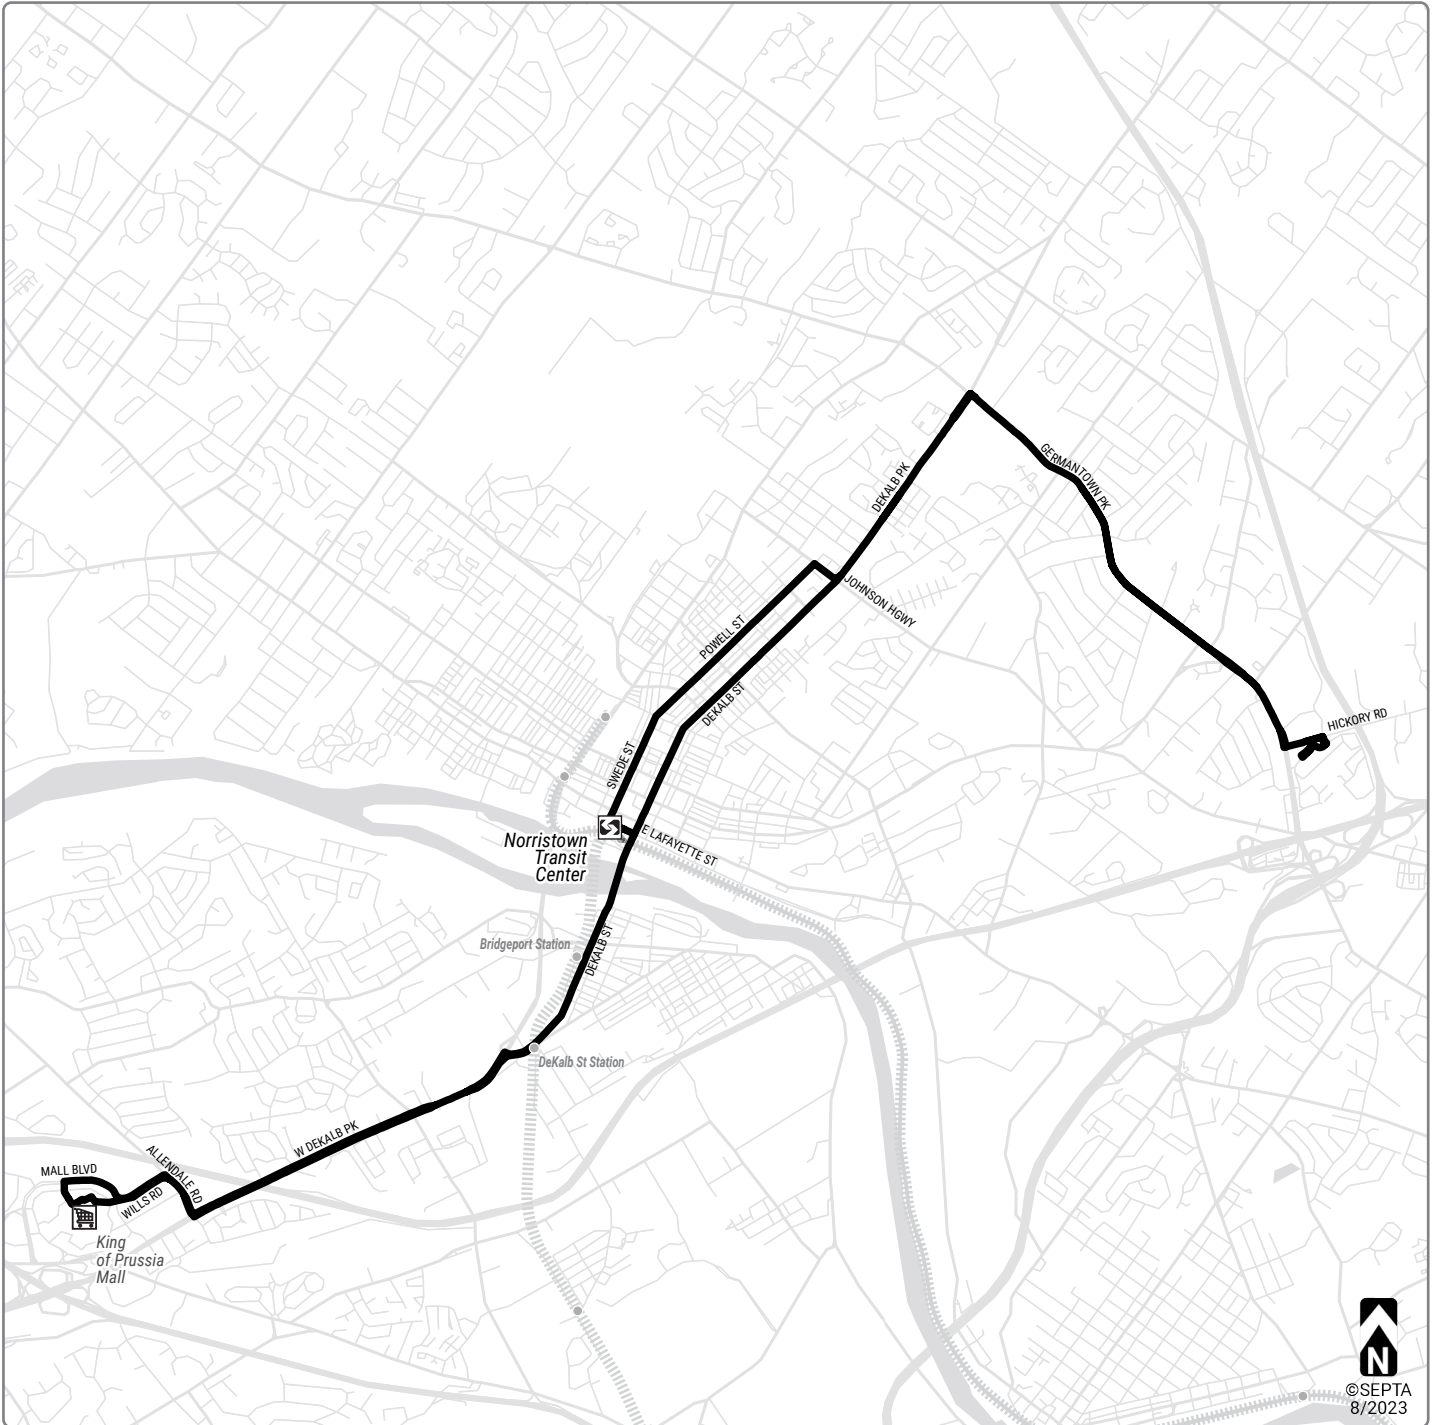 GERMANTOWN PK
DEKALB PK
JOHNSON HGWY
POWELL ST
DEKALB ST
HICKORY RD
SWEDE ST
E LAFAYETTE ST
Norristown
Transit
Center
Bridgeport Station
DEKALB ST
DeKalb St Station
W DEKALB PK
ALLENDALE RD
MALL BLVD
WILLS RD
King
of Prussia
Mall
N
©SEPTA
8/2023